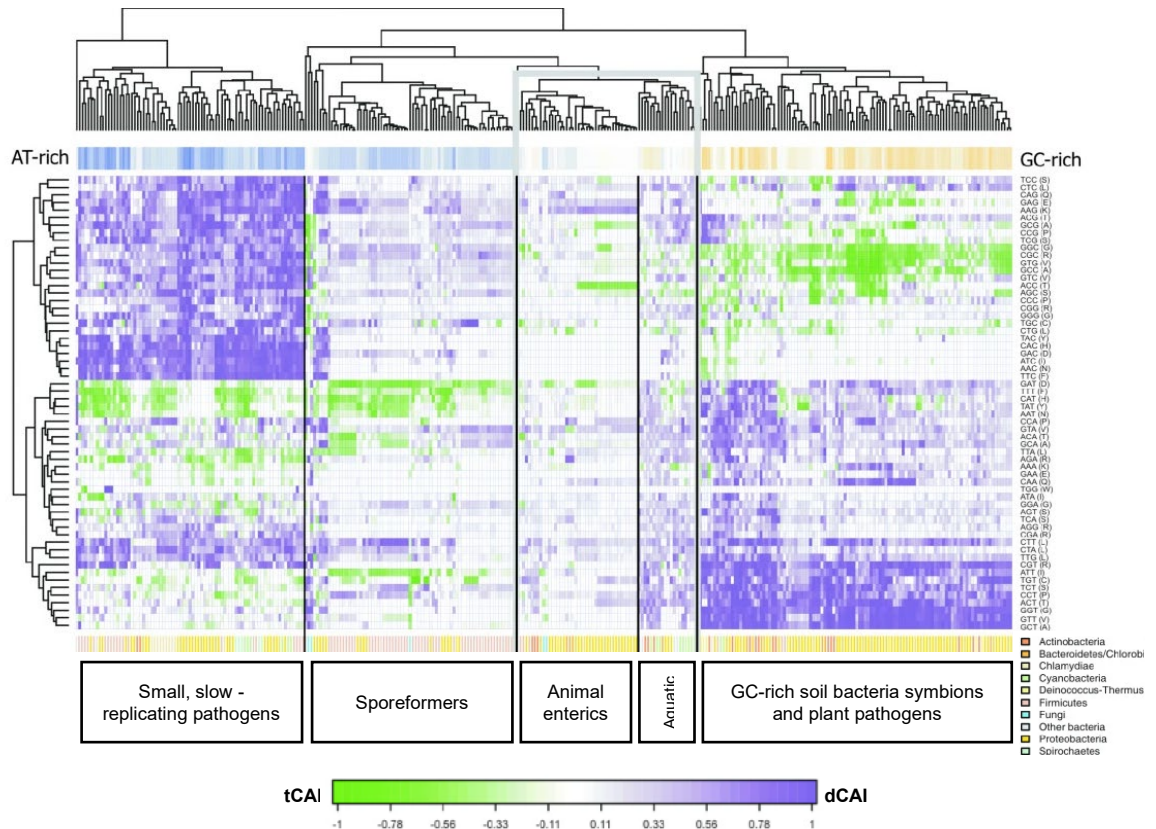 AT-rich
GC-rich
TCC (S)
CTC (L)
CAG (Q)
GAG (E)
AAG (K)
ACG (T)
GCG (A)
CCG (P)
TCG (S)
GGC (G)
CGC (R)
GTG (V)
GCC (A)
GTC (V)
ACC (T)
AGC (S)
CCC (P)
CGG (R)
GGG (G)
TGC (C)
CTG (L)
TAC (Y)
CAC (H)
GAC (D)
ATC (I)
AAC (N)
TTC (F)
GAT (D)
TTT (F)
CAT (H)
TAT (Y)
AAT (N)
CCA (P)
GTA (V)
ACA (T)
GCA (A)
TTA (L)
AGA (R)
AAA (K)
GAA (E)
CAA (Q)
TGG (W)
ATA (I)
GGA (G)
AGT (S)
TCA (S)
AGG (R)
CGA (R)
CTT (L)
CTA (L)
TTG (L)
CGT (R)
ATT (I)
TGT (C)
TCT (S)
CCT (P)
ACT (T)
GGT (G)
GTT (V)
GCT (A)
Actinobacteria
Bacteroidetes/Chlorobi
Chlamydiae
Cyanobacteria
Deinococcus-Thermus
Firmicutes
Fungi
Other bacteria
Proteobacteria
Spirochaetes
Small, slow -
replicating pathogens
Sporeformers
Animal
enterics
Aquatic
GC-rich soil bacteria symbions
and plant pathogens
tCAI
dCAI
-1 -0.78 -0.56 -0.33 -0.11 0.11 0.33 0.56 0.78 1